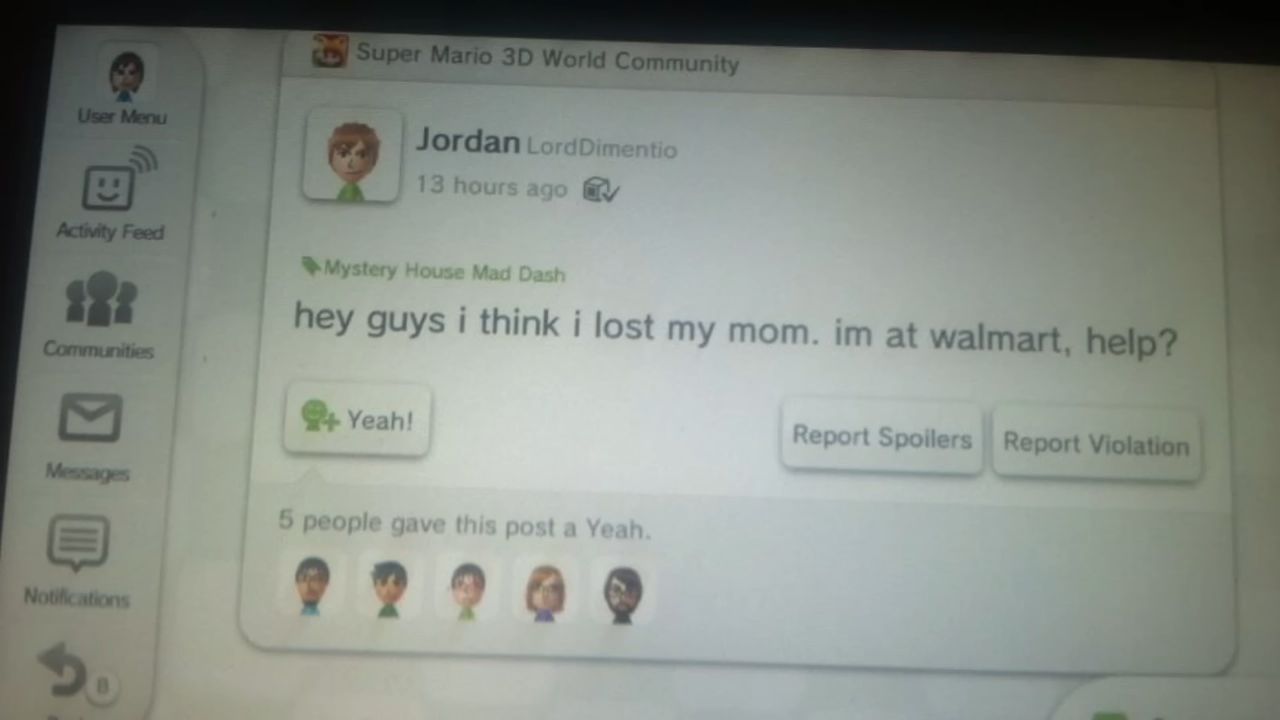 Super Mario 3D World Community
User Menu
Jordan LordDimentio
13 hours ago
Activity Feed
Mystery House Mad Dash
hey guys i think i lost my mom. im at walmart, help?
Communities
Yeah!
Report Spoilers
Report Violation
Messages
5 people gave this post a Yeah.
Notifications
B